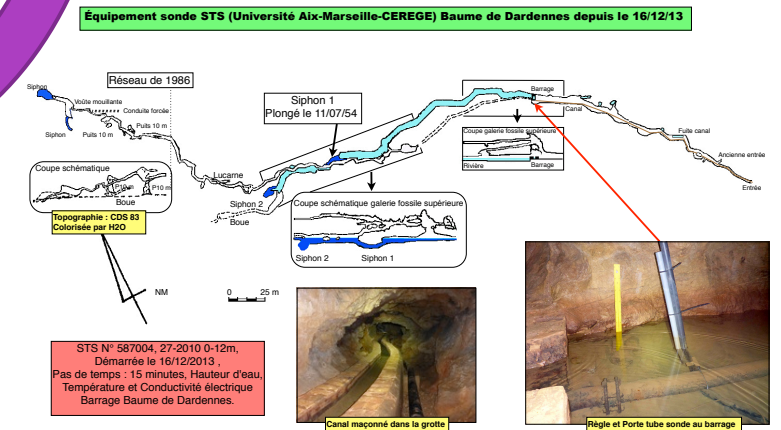 Équipement sonde STS (Université Aix-Marseille-CEREGE) Baume de Dardennes depuis le 16/12/13
Réseau de 1986
Siphon
Voûte mouillante
Conduite forcée
Siphon
Puits 10 m
Puits 10 m
Siphon 1
Plongé le 11/07/54
Barrage
Canal
Coupe galerie fossile supérieure
Rivière
Barrage
Fuite canal
Ancienne entrée
Entrée
Coupe schématique
P10 m
P10 m
Boue
Lucarne
Siphon 2
Boue
Coupe schématique galerie fossile supérieure
Siphon 2
Siphon 1
Topographie : CDS 83
Colorisée par H2O
NM
0
25 m
STS N° 587004, 27-2010 0-12m,
Démarrée le 16/12/2013 ,
Pas de temps : 15 minutes, Hauteur d'eau,
Température et Conductivité électrique
Barrage Baume de Dardennes.
Canal maçonné dans la grotte
Règle et Porte tube sonde au barrage